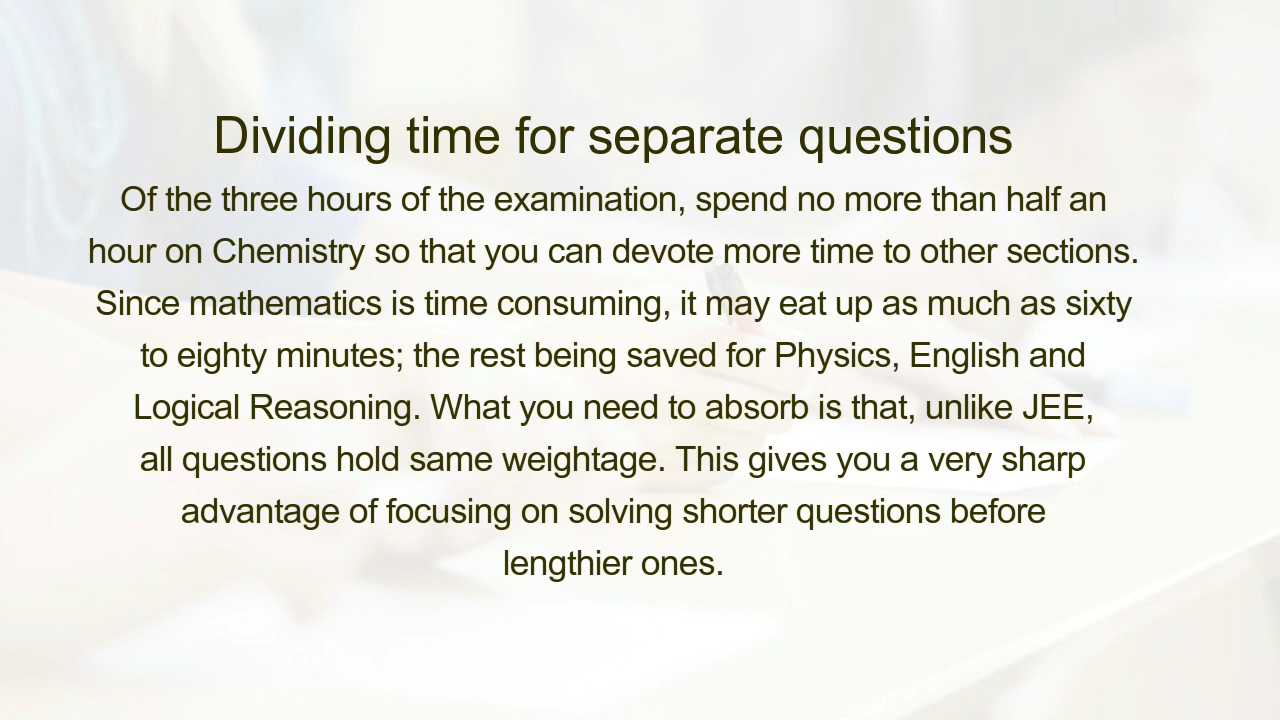 Dividing time for separate questions
Of the three hours of the examination, spend no more than half an
hour on Chemistry so that you can devote more time to other sections.
Since mathematics is time consuming, it may eat up as much as sixty
to eighty minutes; the rest being saved for Physics, English and
Logical Reasoning. What you need to absorb is that, unlike JEE,
all questions hold same weightage. This gives you a very sharp
advantage of focusing on solving shorter questions before
lengthier ones.